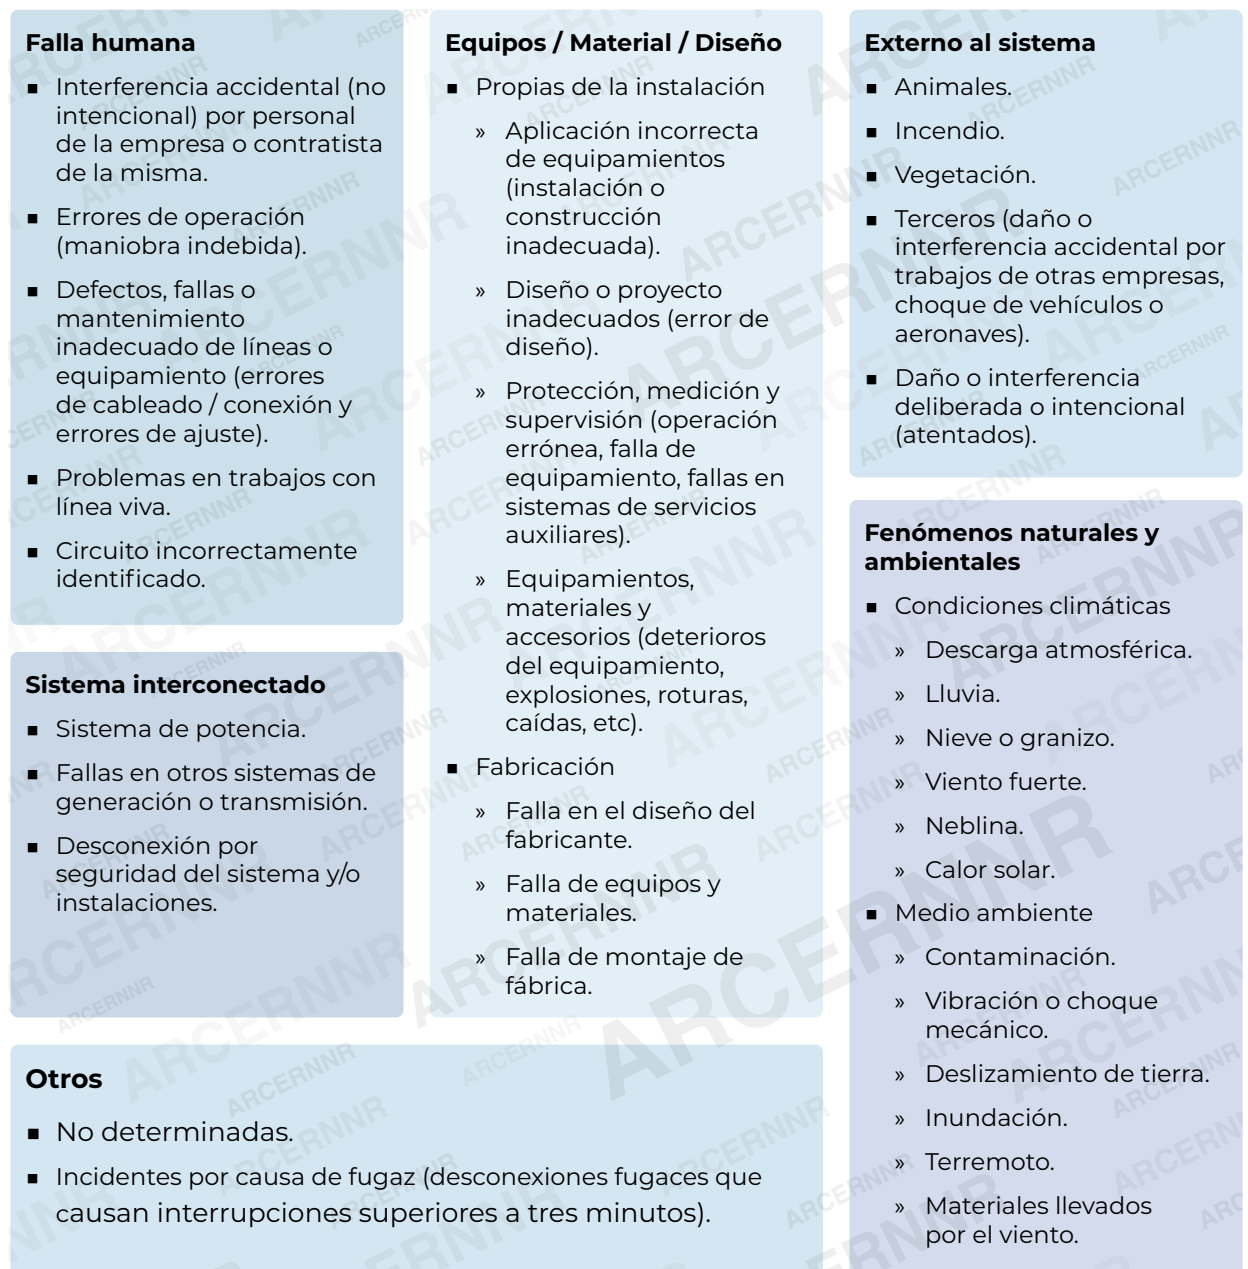 Falla humana
■ Interferencia accidental (no
intencional) por personal
de la empresa o contratista
de la misma.
■ Errores de operación
(maniobra indebida).
■ Defectos, fallas o
mantenimiento
inadecuado de líneas o
equipamiento (errores
de cableado / conexión y
errores de ajuste).
■ Problemas en trabajos con
línea viva.
■ Circuito incorrectamente
identificado.
Sistema interconectado
■ Sistema de potencia.
■ Fallas en otros sistemas de
generación o transmisión.
■ Desconexión por
seguridad del sistema y/o
instalaciones.
Equipos / Material / Diseño
■ Propias de la instalación
» Aplicación incorrecta
de equipamientos
(instalación o
construcción
inadecuada).
» Diseño o proyecto
inadecuados (error de
diseño).
» Protección, medición y
supervisión (operación
errónea, falla de
equipamiento, fallas en
sistemas de servicios
auxiliares).
» Equipamientos,
materiales y
accesorios (deterioros
del equipamiento,
explosiones, roturas,
caídas, etc).
■ Fabricación
» Falla en el diseño del
fabricante.
» Falla de equipos y
materiales.
» Falla de montaje de
fábrica.
Externo al sistema
■ Animales.
■ Incendio.
■ Vegetación.
■ Terceros (daño o
interferencia accidental por
trabajos de otras empresas,
choque de vehículos o
aeronaves).
■ Daño o interferencia
deliberada o intencional
(atentados).
Fenómenos naturales y
ambientales
■ Condiciones climáticas
» Descarga atmosférica.
» Lluvia.
» Nieve o granizo.
» Viento fuerte.
» Neblina.
» Calor solar.
■ Medio ambiente
» Contaminación.
» Vibración o choque
mecánico.
» Deslizamiento de tierra.
» Inundación.
» Terremoto.
» Materiales llevados
por el viento.
Otros
■ No determinadas.
■ Incidentes por causa de fugaz (desconexiones fugaces que
causan interrupciones superiores a tres minutos).
ARCERNNR